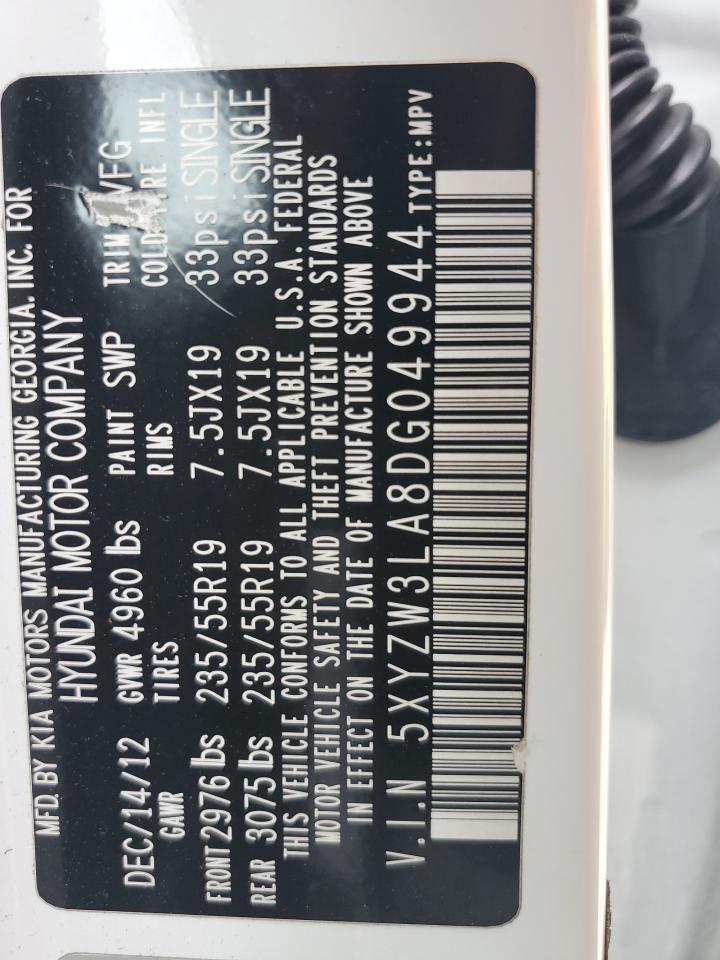 MFD. BY KIA MOTORS MANUFACTURING GEORGIA. INC. FOR
HYUNDAI MOTOR COMPANY
DEC/14/12 GVWR 4960 lbs PAINT SWP TRIM VFG
GAWR TIRES RIMS COLD TIRE INFL
FRONT 2976 lbs 235/55R19 7.5JX19 33psi SINGLE
REAR 3075 lbs 235/55R19 7.5JX19 33psi SINGLE
THIS VEHICLE CONFORMS TO ALL APPLICABLE U.S.A. FEDERAL
MOTOR VEHICLE SAFETY AND THEFT PREVENTION STANDARDS
IN EFFECT ON THE DATE OF MANUFACTURE SHOWN ABOVE
V.I.N 5XYZW3LA8DG049944 TYPE:MPV